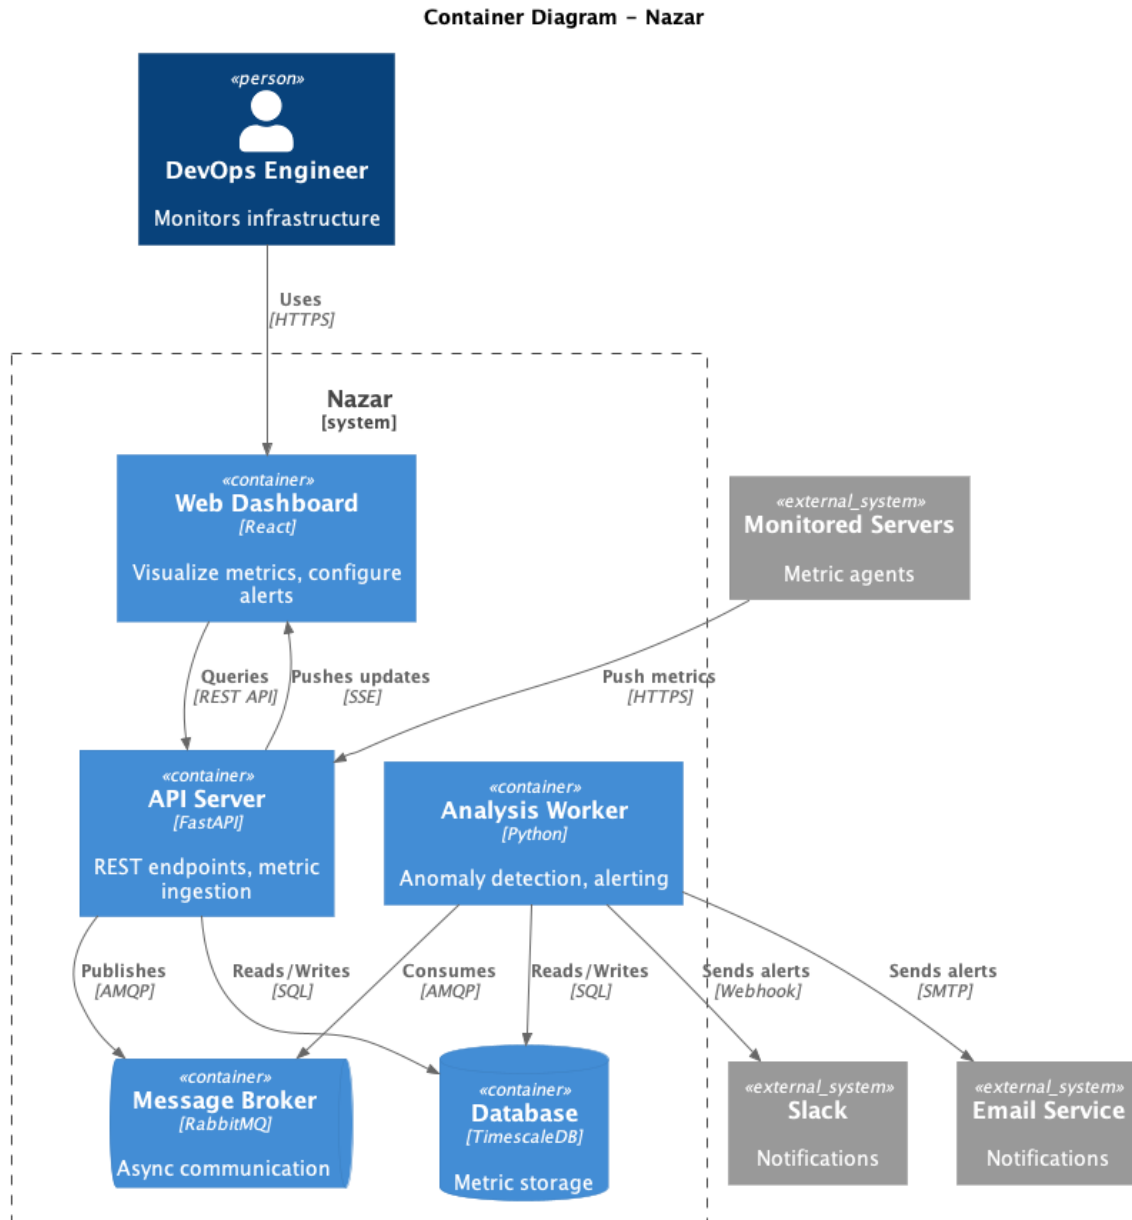 Container Diagram – Nazar
«person»
DevOps Engineer
Monitors infrastructure
Uses
[HTTPS]
Nazar
[system]
«container»
Web Dashboard
[React]
Visualize metrics, configure
alerts
«external_system»
Monitored Servers
Metric agents
Queries
[REST API]
Pushes updates
[SSE]
Push metrics
[HTTPS]
«container»
API Server
[FastAPI]
REST endpoints, metric
ingestion
«container»
Analysis Worker
[Python]
Anomaly detection, alerting
Publishes
[AMQP]
Reads/Writes
[SQL]
Consumes
[AMQP]
Reads/Writes
[SQL]
Sends alerts
[Webhook]
Sends alerts
[SMTP]
«container»
Message Broker
[RabbitMQ]
Async communication
«container»
Database
[TimescaleDB]
Metric storage
«external_system»
Slack
Notifications
«external_system»
Email Service
Notifications